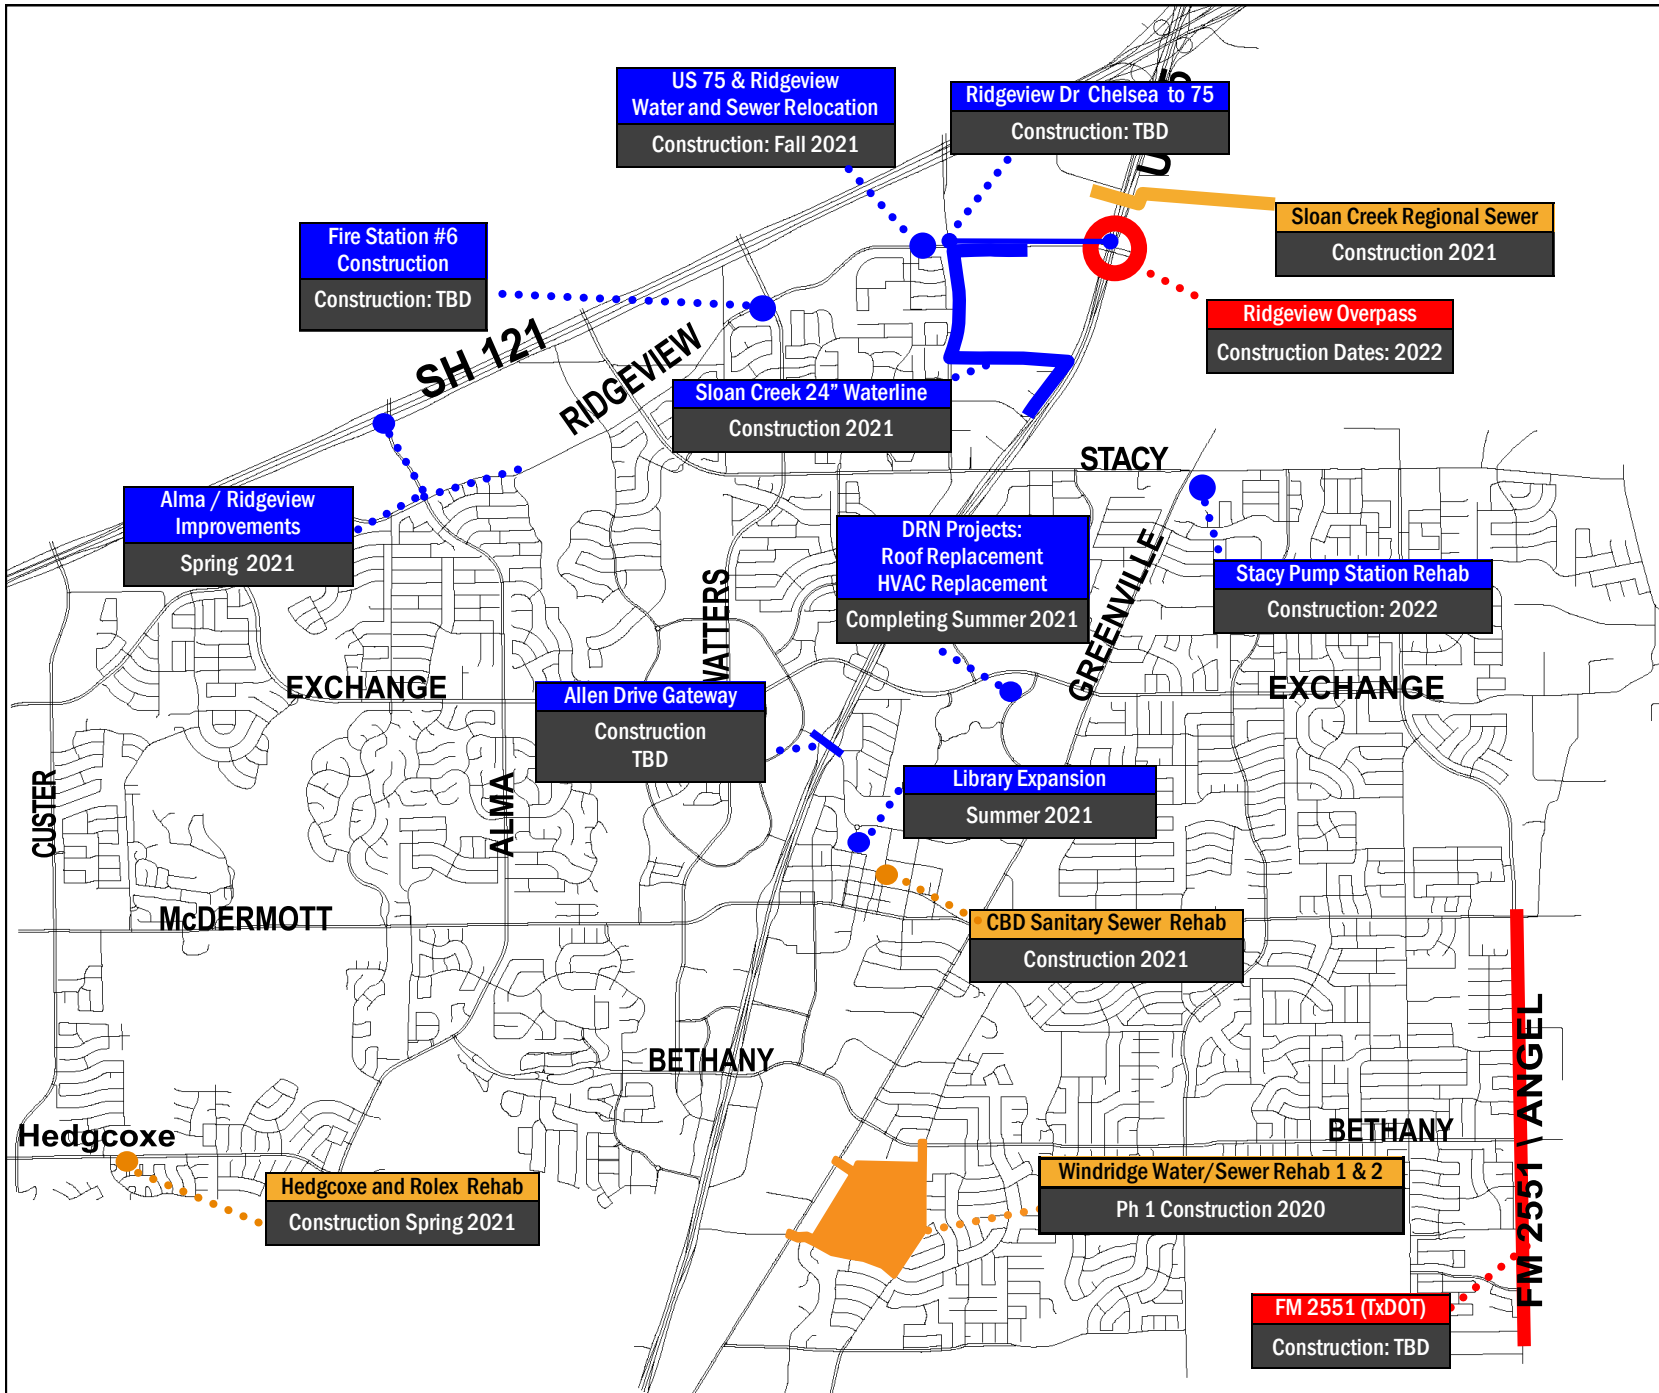 US 75 & Ridgeview
Water and Sewer Relocation
Construction: Fall 2021
Ridgeview Dr Chelsea to 75
Construction: TBD
Sloan Creek Regional Sewer
Construction 2021
Fire Station #6
Construction
Construction: TBD
Ridgeview Overpass
Construction Dates: 2022
SH 121
RIDGEVIEW
Sloan Creek 24” Waterline
Construction 2021
STACY
Alma / Ridgeview
Improvements
Spring 2021
DRN Projects:
Roof Replacement
HVAC Replacement
Completing Summer 2021
GREENVILLE
Stacy Pump Station Rehab
Construction: 2022
WATTERS
EXCHANGE
EXCHANGE
Allen Drive Gateway
Construction
TBD
CUSTER
ALMA
Library Expansion
Summer 2021
McDERMOTT
CBD Sanitary Sewer Rehab
Construction 2021
BETHANY
FM 2551 \ ANGEL
Hedgcoxe
BETHANY
Hedgcoxe and Rolex Rehab
Construction Spring 2021
Windridge Water/Sewer Rehab 1 & 2
Ph 1 Construction 2020
FM 2551 (TxDOT)
Construction: TBD